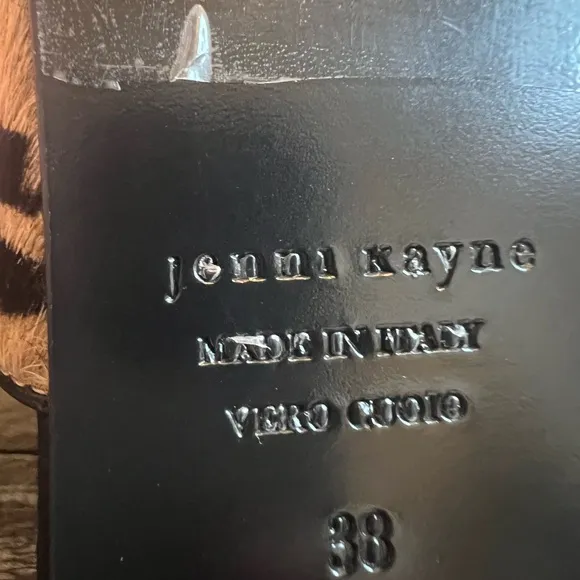 jenni kayne
MADE IN ITALY
VERO CUOIO
38